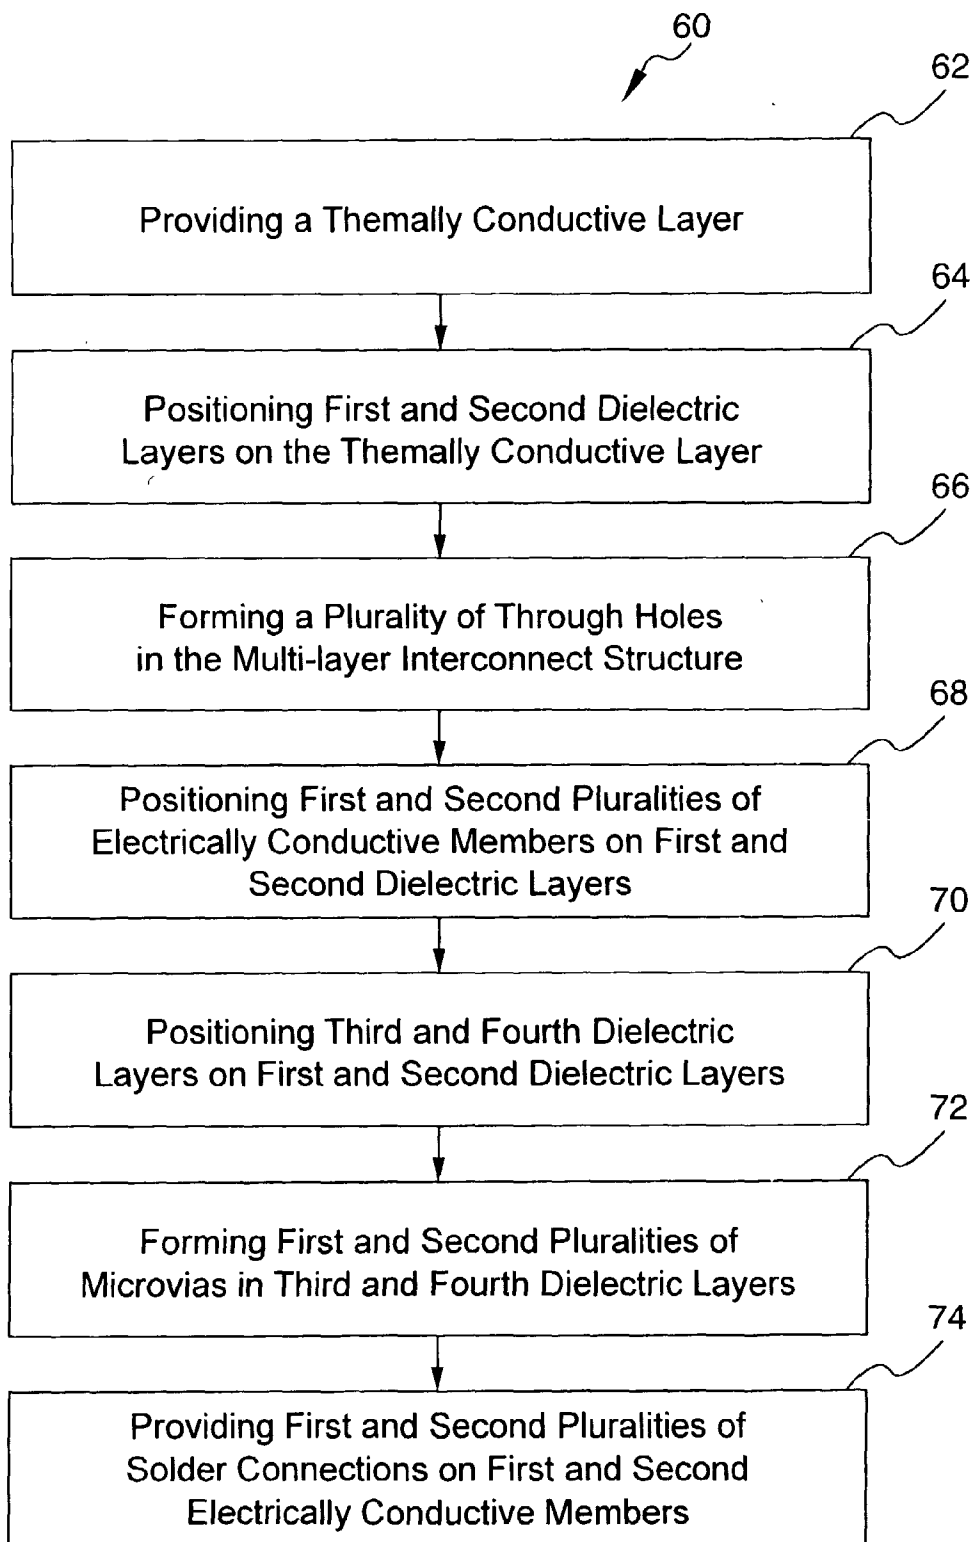 60
62
Providing a Themally Conductive Layer
64
Positioning First and Second Dielectric
Layers on the Themally Conductive Layer
66
Forming a Plurality of Through Holes
in the Multi-layer Interconnect Structure
68
Positioning First and Second Pluralities of
Electrically Conductive Members on First and
Second Dielectric Layers
70
Positioning Third and Fourth Dielectric
Layers on First and Second Dielectric Layers
72
Forming First and Second Pluralities of
Microvias in Third and Fourth Dielectric Layers
74
Providing First and Second Pluralities of
Solder Connections on First and Second
Electrically Conductive Members